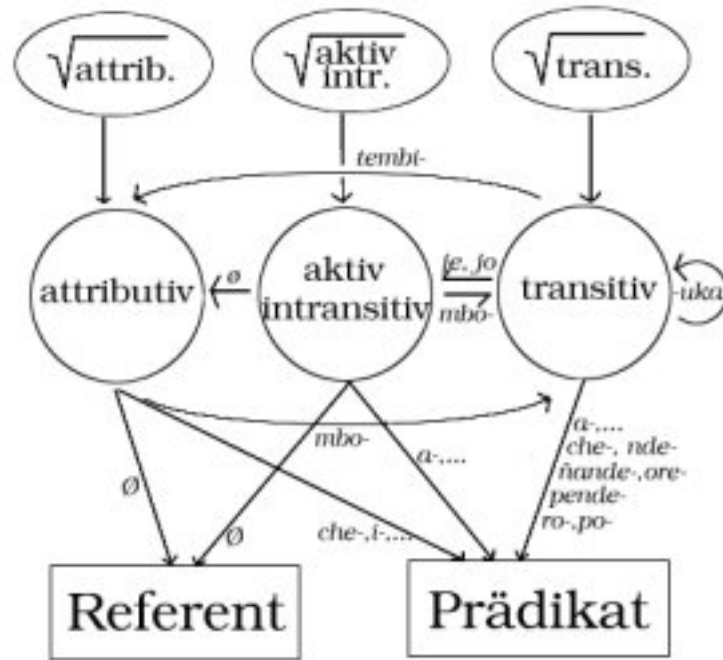 √attrib.
√aktiv
intr.
√trans.
tembi-
attributiv
ø
aktiv
intransitiv
je, jo
mbo-
transitiv
-uka
mbo-
a-,...
a-,...
che-, nde-
ñande-,ore-
pende-
ro-,po-
Ø
Ø
che-,i-,...
Referent
Prädikat